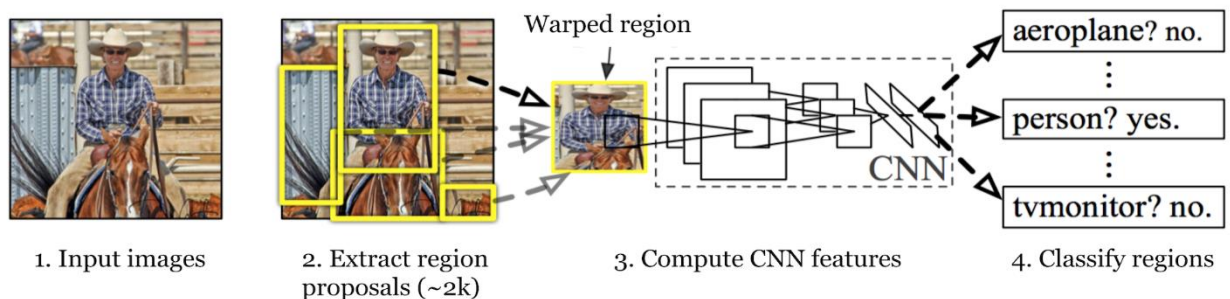 Warped region
aeroplane? no.
person? yes.
CNN
tvmonitor? no.
1. Input images
2. Extract region
proposals (~2k)
3. Compute CNN features
4. Classify regions